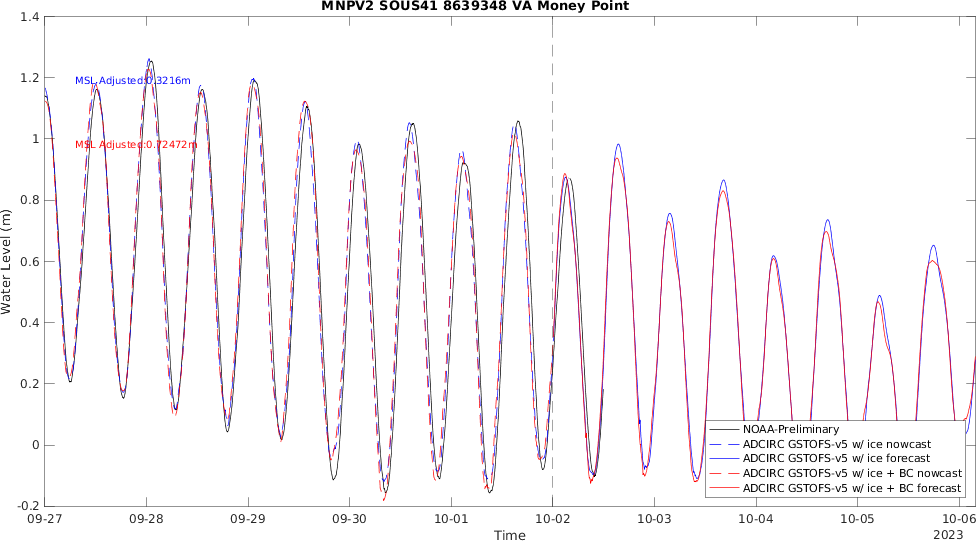 MNPV2 SOUS41 8639348 VA Money Point
1.4
1.2
1
0.8
0.6
0.4
0.2
0
-0.2
Water Level (m)
MSL Adjusted:0.3216m
MSL Adjusted:0.72472m
NOAA-Preliminary
ADCIRC GSTOFS-v5 w/ ice nowcast
ADCIRC GSTOFS-v5 w/ ice forecast
ADCIRC GSTOFS-v5 w/ ice + BC nowcast
ADCIRC GSTOFS-v5 w/ ice + BC forecast
09-27 09-28 09-29 09-30 10-01 10-02 10-03 10-04 10-05 10-06
Time
2023